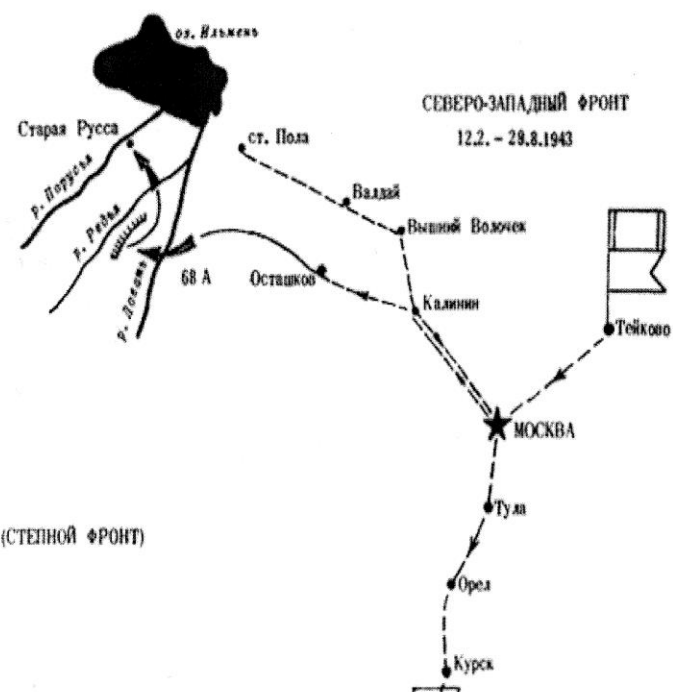 оз. Ильмень
СЕВЕРО-ЗАПАДНЫЙ ФРОНТ
12.2. – 29.8.1943
Старая Русса
ст. Пола
р. Порусья
Валдай
р. Редья
Вышний Волочек
68 А
Осташков
р. Ловать
Калинин
Тейково
МОСКВА
Тула
(СТЕПНОЙ ФРОНТ)
Орел
Курск